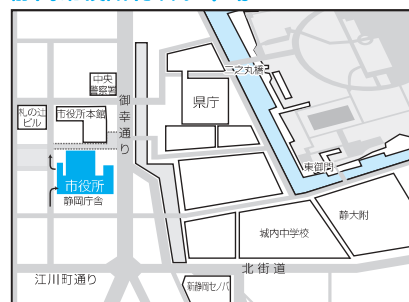 二之丸橋
中央
警察署
県庁
札の辻
ビル
市役所本館
御幸通り
東御門
市役所
静岡庁舎
静大附
城内中学校
北街道
江川町通り
新静岡セノバ